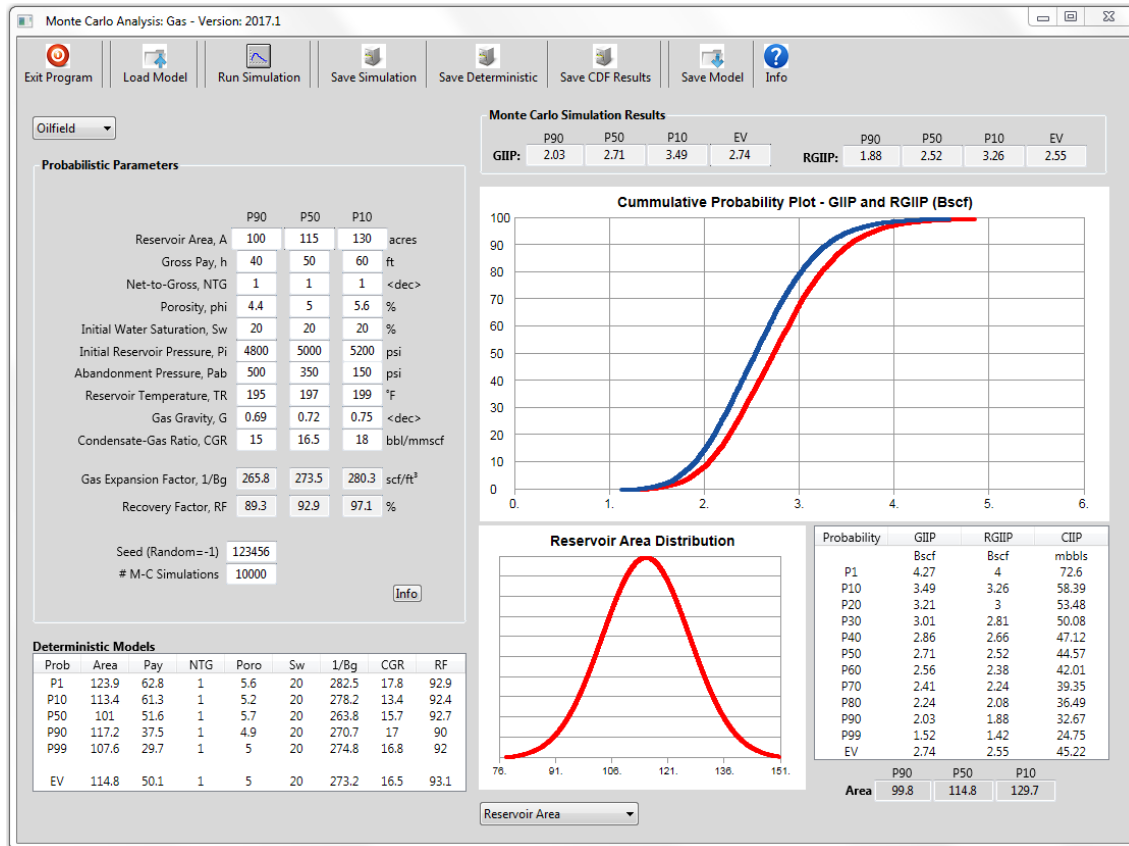 Monte Carlo Analysis: Gas - Version: 2017.1
Exit Program Load Model Run Simulation Save Simulation Save Deterministic Save CDF Results Save Model Info
Oilfield
Probabilistic Parameters
P90 P50 P10
Reservoir Area, A 100 115 130 acres
Gross Pay, h 40 50 60 ft
Net-to-Gross, NTG 1 1 1 <dec>
Porosity, phi 4.4 5 5.6 %
Initial Water Saturation, Sw 20 20 20 %
Initial Reservoir Pressure, Pi 4800 5000 5200 psi
Abandonment Pressure, Pab 500 350 150 psi
Reservoir Temperature, TR 195 197 199 °F
Gas Gravity, G 0.69 0.72 0.75 <dec>
Condensate-Gas Ratio, CGR 15 16.5 18 bbl/mmscf
Gas Expansion Factor, 1/Bg 265.8 273.5 280.3 scf/ft³
Recovery Factor, RF 89.3 92.9 97.1 %
Seed (Random=-1) 123456
# M-C Simulations 10000
Info
Deterministic Models
Prob Area Pay NTG Poro Sw 1/Bg CGR RF
P1 123.9 62.8 1 5.6 20 282.5 17.8 92.9
P10 113.4 61.3 1 5.2 20 278.2 13.4 92.4
P50 101 51.6 1 5.7 20 263.8 15.7 92.7
P90 117.2 37.5 1 4.9 20 270.7 17 90
P99 107.6 29.7 1 5 20 274.8 16.8 92
EV 114.8 50.1 1 5 20 273.2 16.5 93.1
Monte Carlo Simulation Results
P90 P50 P10 EV P90 P50 P10 EV
GIIP: 2.03 2.71 3.49 2.74 RGIIP: 1.88 2.52 3.26 2.55
Cummulative Probability Plot - GIIP and RGIIP (Bscf)
100
90
80
70
60
50
40
30
20
10
0
0. 1. 2. 3. 4. 5. 6.
Reservoir Area Distribution
76. 91. 106. 121. 136. 151.
Reservoir Area
Probability GIIP RGIIP CIIP
Bscf Bscf mbbls
P1 4.27 4 72.6
P10 3.49 3.26 58.39
P20 3.21 3 53.48
P30 3.01 2.81 50.08
P40 2.86 2.66 47.12
P50 2.71 2.52 44.57
P60 2.56 2.38 42.01
P70 2.41 2.24 39.35
P80 2.24 2.08 36.49
P90 2.03 1.88 32.67
P99 1.52 1.42 24.75
EV 2.74 2.55 45.22
P90 P50 P10
Area 99.8 114.8 129.7